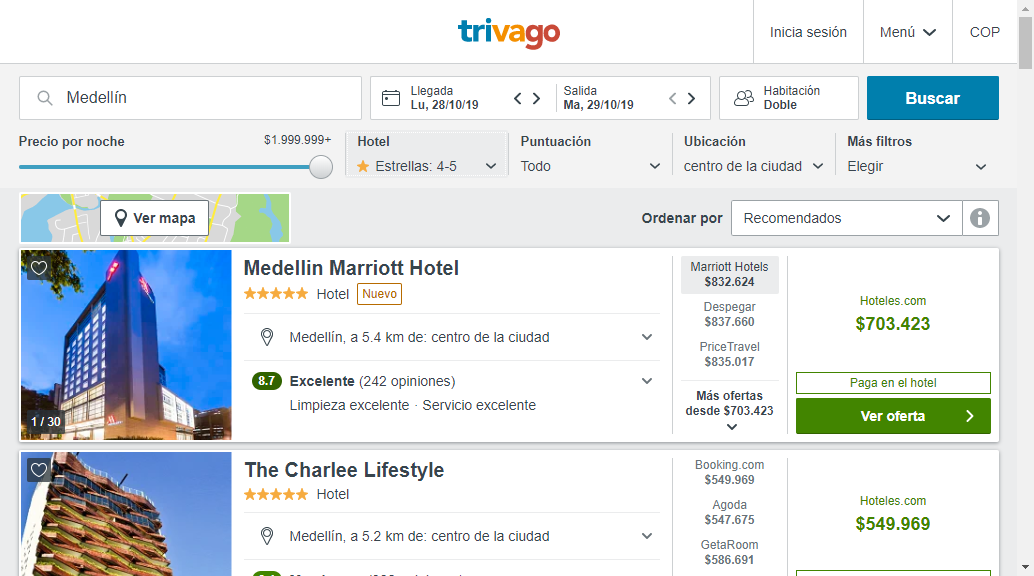 trivago
Inicia sesión
Menú
COP
Medellín
Llegada
Lu, 28/10/19
Salida
Ma, 29/10/19
Habitación
Doble
Buscar
Precio por noche
$1.999.999+
Hotel
Estrellas: 4-5
Puntuación
Todo
Ubicación
centro de la ciudad
Más filtros
Elegir
Ver mapa
Ordenar por
Recomendados
Medellin Marriott Hotel
Hotel
Nuevo
Medellín, a 5.4 km de: centro de la ciudad
8.7 Excelente (242 opiniones)
Limpieza excelente · Servicio excelente
1 / 30
Marriott Hotels
$832.624
Despegar
$837.660
PriceTravel
$835.017
Más ofertas
desde $703.423
Hoteles.com
$703.423
Paga en el hotel
Ver oferta
The Charlee Lifestyle
Hotel
Medellín, a 5.2 km de: centro de la ciudad
Booking.com
$549.969
Agoda
$547.675
GetaRoom
$586.691
Hoteles.com
$549.969